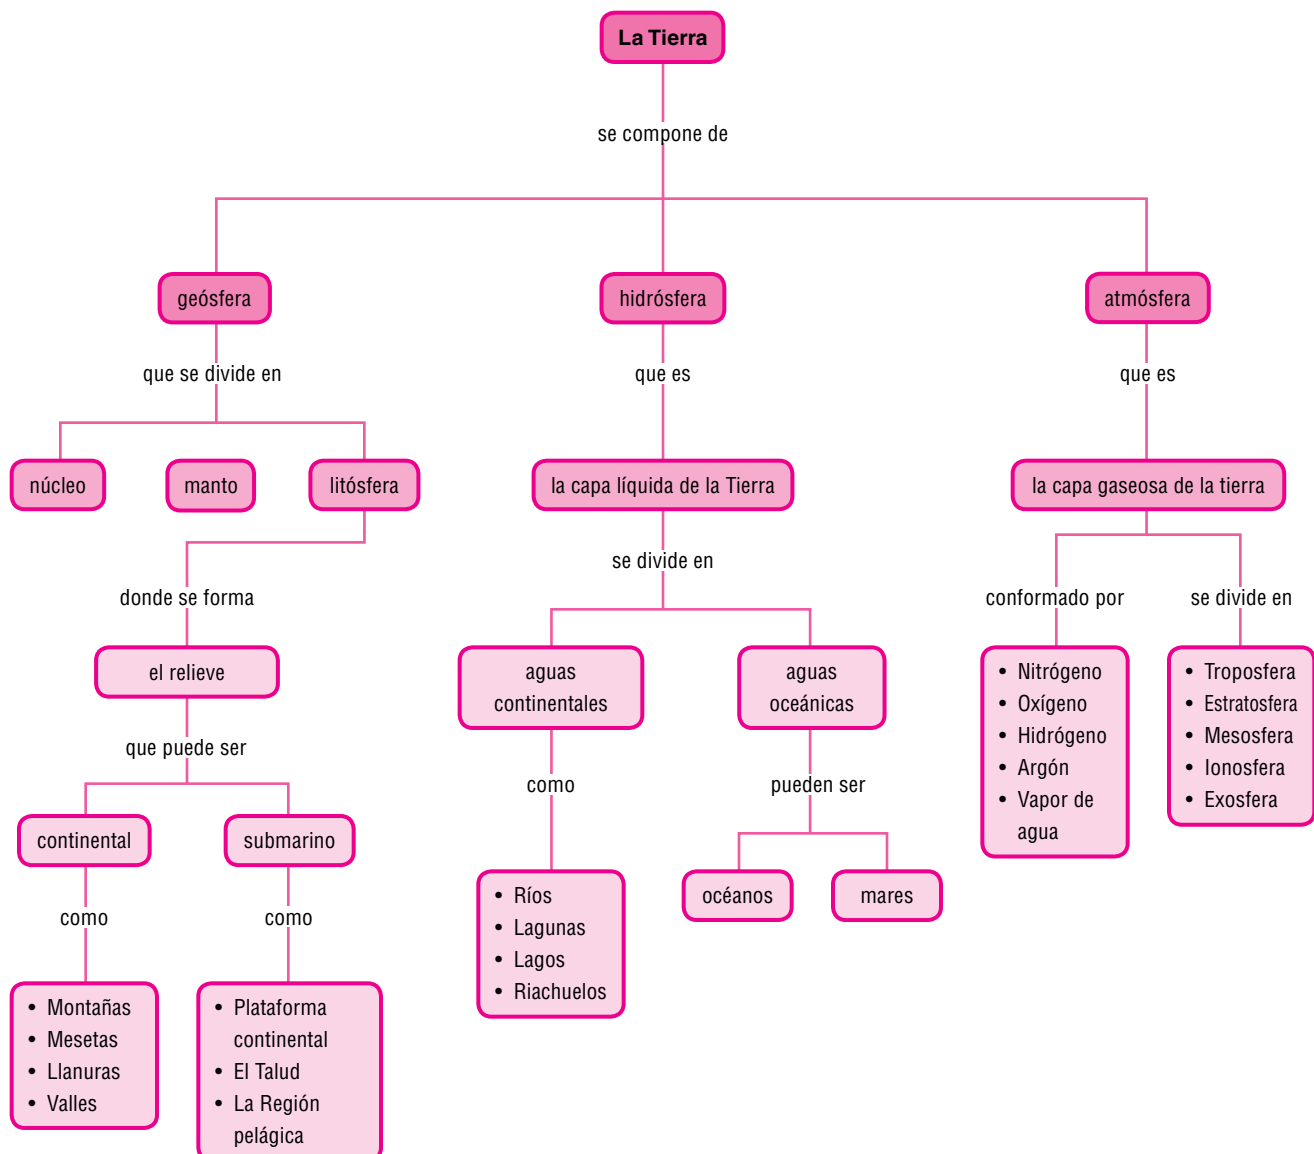 La Tierra
se compone de
geósfera
hidrósfera
atmósfera
que se divide en
que es
que es
núcleo
manto
litósfera
la capa líquida de la Tierra
la capa gaseosa de la tierra
donde se forma
se divide en
conformado por
se divide en
el relieve
aguas
continentales
aguas
oceánicas
• Nitrógeno
• Oxígeno
• Hidrógeno
• Argón
• Vapor de
agua
• Troposfera
• Estratosfera
• Mesosfera
• Ionosfera
• Exosfera
que puede ser
como
pueden ser
continental
submarino
• Ríos
• Lagunas
• Lagos
• Riachuelos
océanos
mares
como
como
• Montañas
• Mesetas
• Llanuras
• Valles
• Plataforma
continental
• El Talud
• La Región
pelágica